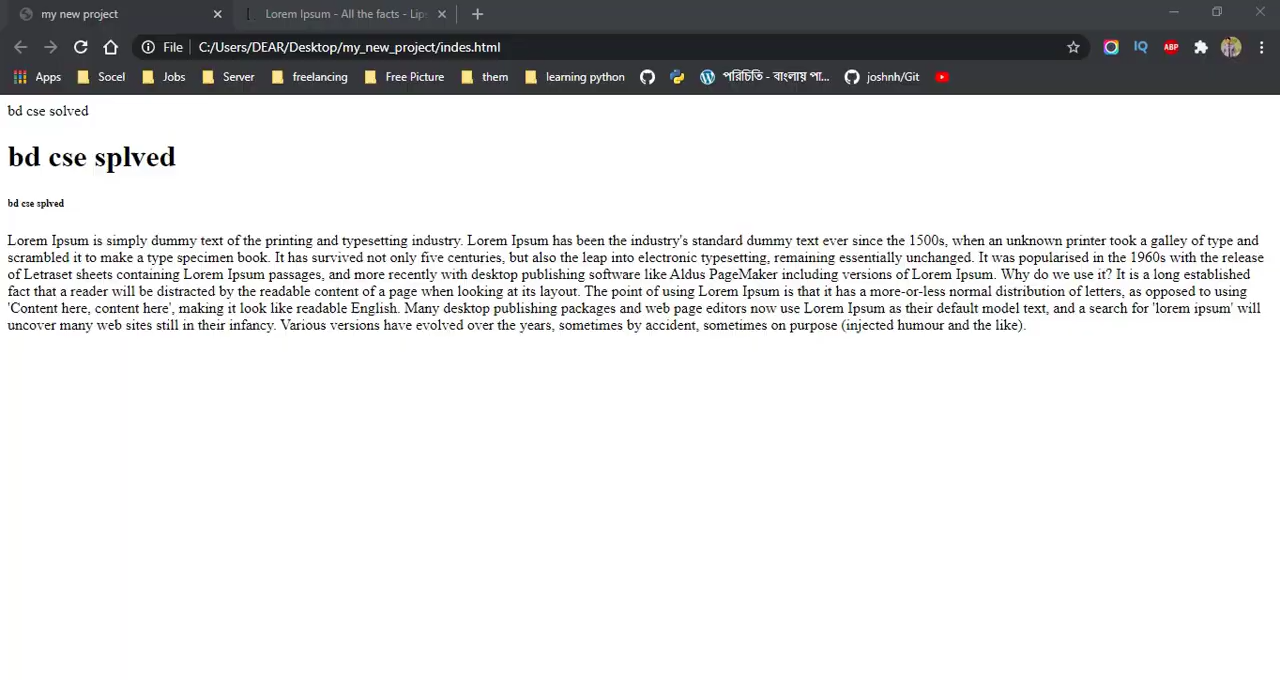 my new project
Lorem Ipsum - All the facts - Lip
File
C:/Users/DEAR/Desktop/my_new_project/indes.html
IQ
ABP
Apps
Socel
Jobs
Server
freelancing
Free Picture
them
learning python
পরিচিতি - বাংলায় পা...
joshnh/Git
bd cse solved
bd cse splved
bd cse splved
Lorem Ipsum is simply dummy text of the printing and typesetting industry. Lorem Ipsum has been the industry's standard dummy text ever since the 1500s, when an unknown printer took a galley of type and
scrambled it to make a type specimen book. It has survived not only five centuries, but also the leap into electronic typesetting, remaining essentially unchanged. It was popularised in the 1960s with the release
of Letraset sheets containing Lorem Ipsum passages, and more recently with desktop publishing software like Aldus PageMaker including versions of Lorem Ipsum. Why do we use it? It is a long established
fact that a reader will be distracted by the readable content of a page when looking at its layout. The point of using Lorem Ipsum is that it has a more-or-less normal distribution of letters, as opposed to using
'Content here, content here', making it look like readable English. Many desktop publishing packages and web page editors now use Lorem Ipsum as their default model text, and a search for 'lorem ipsum' will
uncover many web sites still in their infancy. Various versions have evolved over the years, sometimes by accident, sometimes on purpose (injected humour and the like).